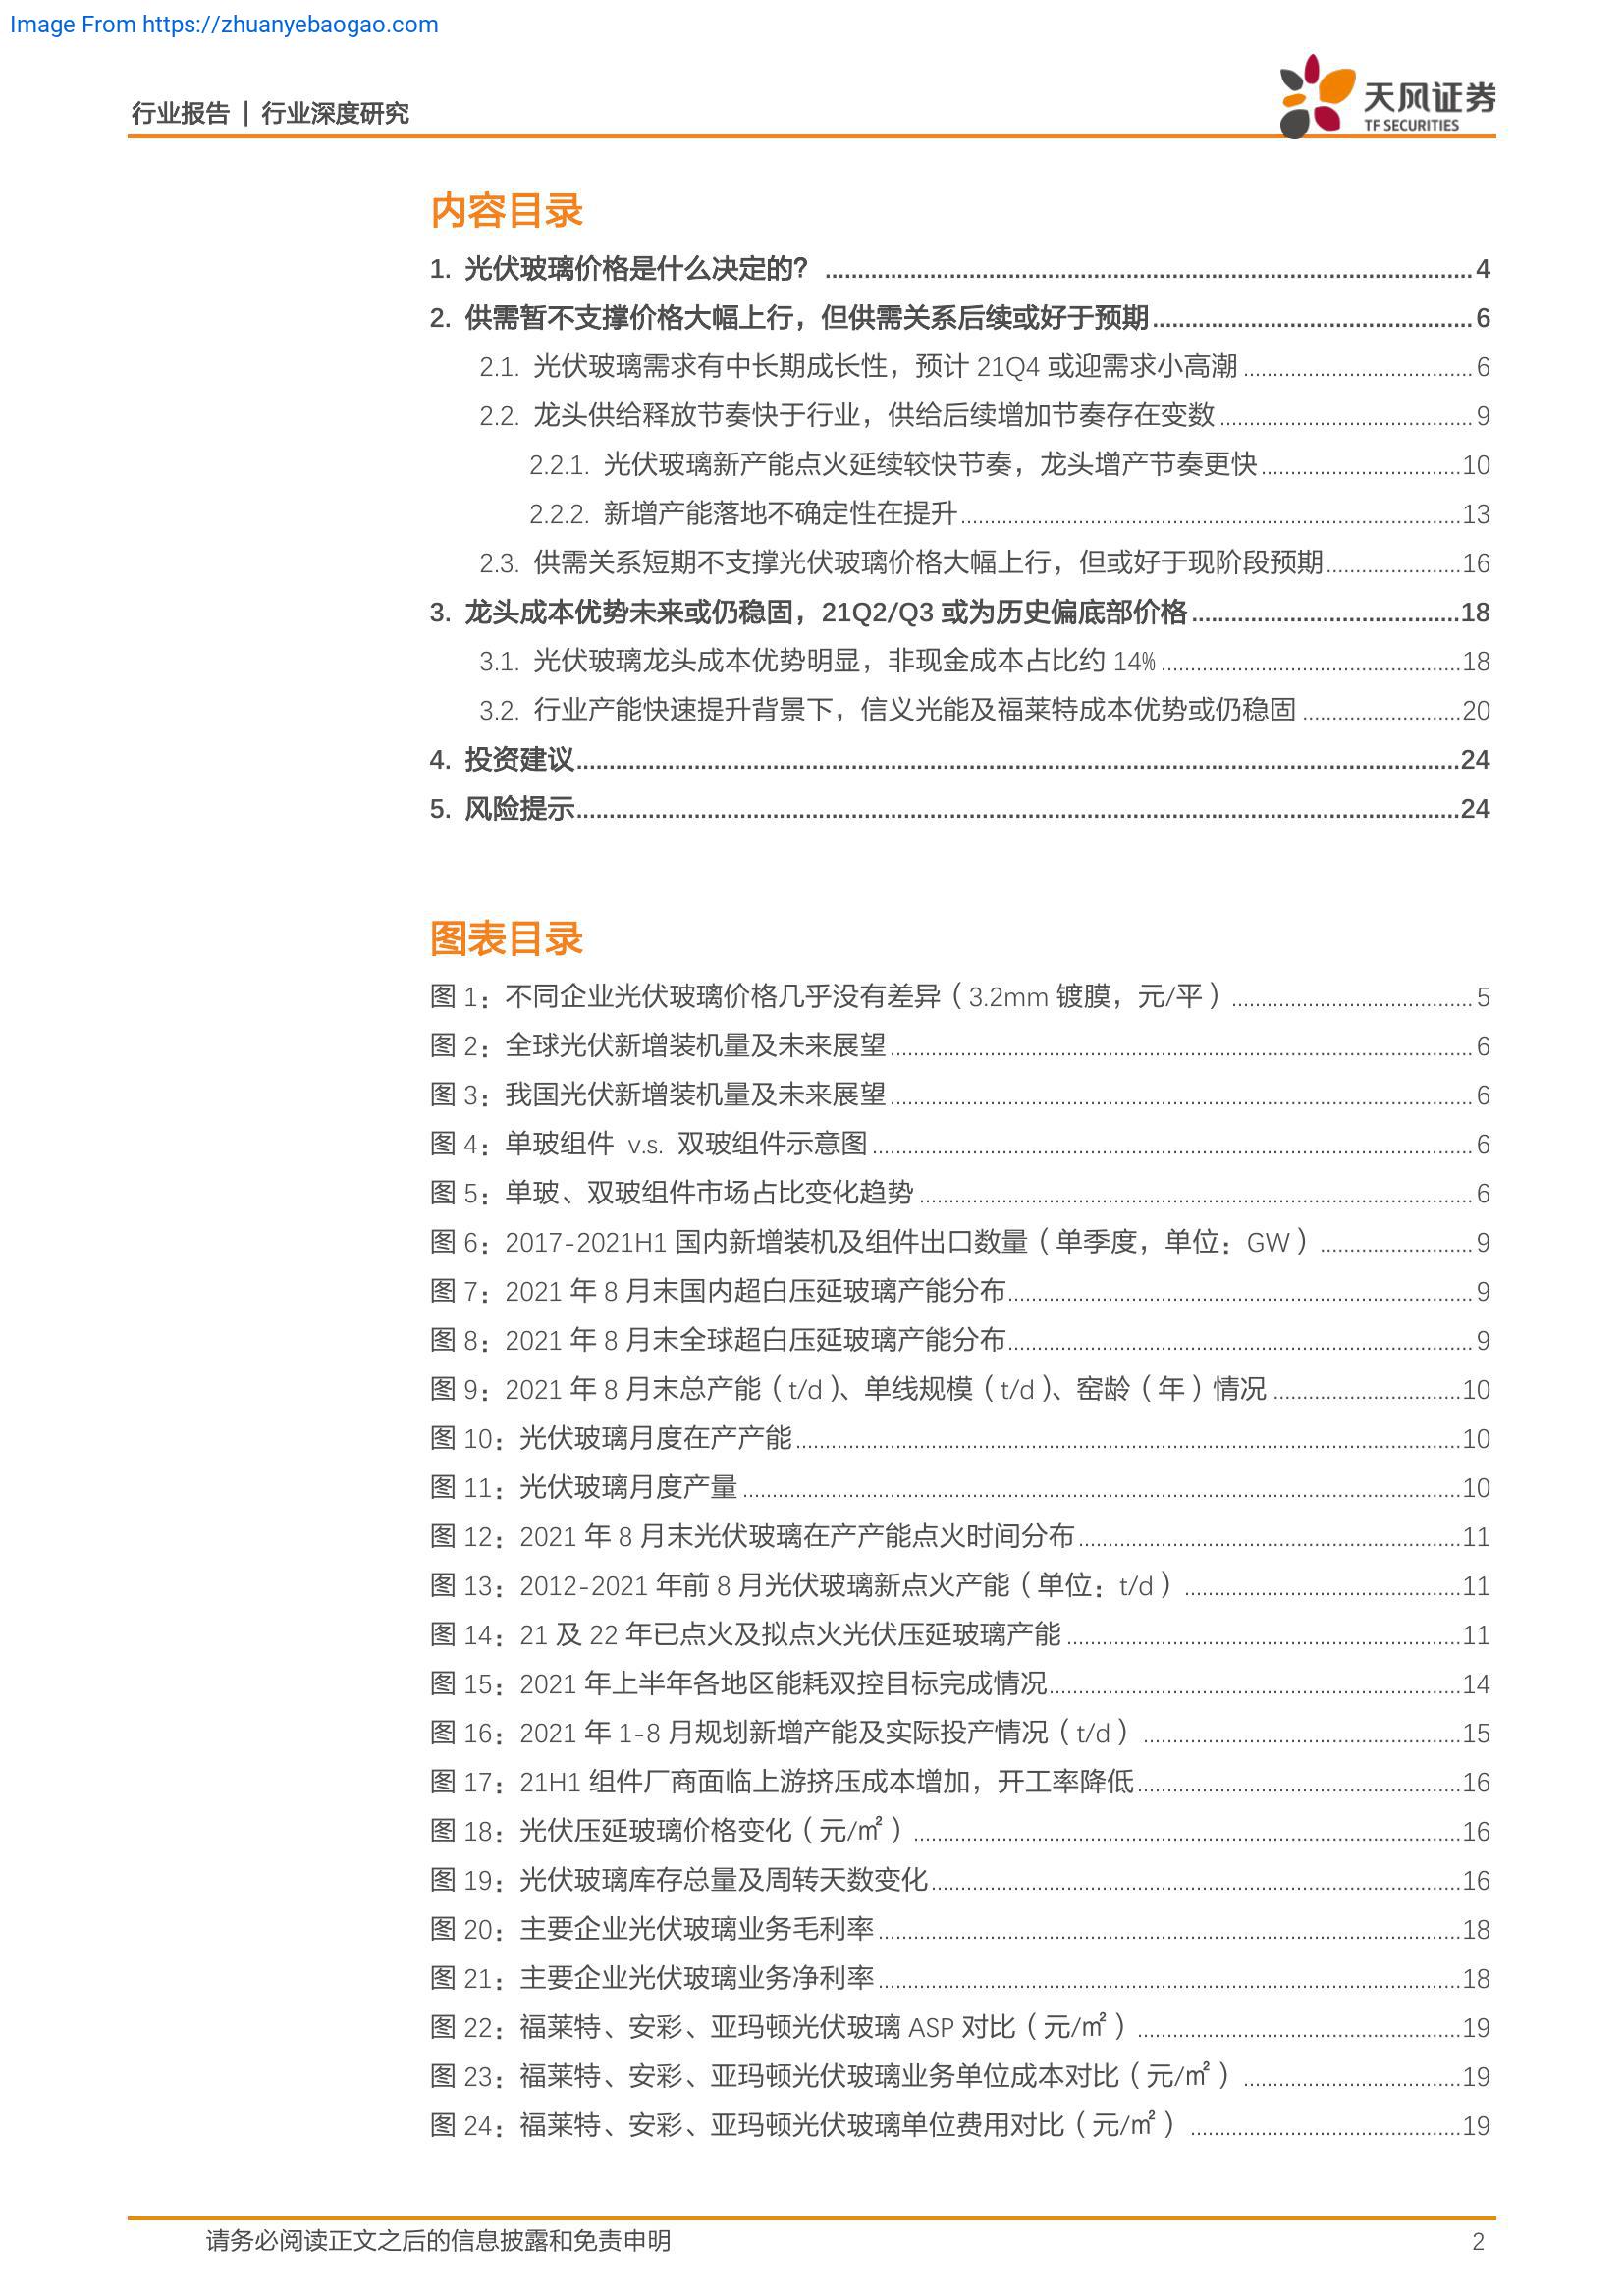 Image From https://zhuanyebaogao.com
行业报告 | 行业深度研究
天风证券
TF SECURITIES
内容目录
1. 光伏玻璃价格是什么决定的？ ........................................ 4
2. 供需暂不支撑价格大幅上行，但供需关系后续或好于预期 ........................................ 6
2.1. 光伏玻璃需求有中长期成长性，预计 21Q4 或迎需求小高潮 ........................................ 6
2.2. 龙头供给释放节奏快于行业，供给后续增加节奏存在变数 ........................................ 9
2.2.1. 光伏玻璃新产能点火延续较快节奏，龙头增产节奏更快 ........................................ 10
2.2.2. 新增产能落地不确定性在提升 ........................................ 13
2.3. 供需关系短期不支撑光伏玻璃价格大幅上行，但或好于现阶段预期 ........................................ 16
3. 龙头成本优势未来或仍稳固，21Q2/Q3 或为历史偏底部价格 ........................................ 18
3.1. 光伏玻璃龙头成本优势明显，非现金成本占比约 14% ........................................ 18
3.2. 行业产能快速提升背景下，信义光能及福莱特成本优势或仍稳固 ........................................ 20
4. 投资建议 ........................................ 24
5. 风险提示 ........................................ 24
图表目录
图 1：不同企业光伏玻璃价格几乎没有差异（3.2mm 镀膜，元/平） ........................................ 5
图 2：全球光伏新增装机量及未来展望 ........................................ 6
图 3：我国光伏新增装机量及未来展望 ........................................ 6
图 4：单玻组件 v.s. 双玻组件示意图 ........................................ 6
图 5：单玻、双玻组件市场占比变化趋势 ........................................ 6
图 6：2017-2021H1 国内新增装机及组件出口数量（单季度，单位：GW） ........................................ 9
图 7：2021 年 8 月末国内超白压延玻璃产能分布 ........................................ 9
图 8：2021 年 8 月末全球超白压延玻璃产能分布 ........................................ 9
图 9：2021 年 8 月末总产能（t/d）、单线规模（t/d）、窑龄（年）情况 ........................................ 10
图 10：光伏玻璃月度在产产能 ........................................ 10
图 11：光伏玻璃月度产量 ........................................ 10
图 12：2021 年 8 月末光伏玻璃在产产能点火时间分布 ........................................ 11
图 13：2012-2021 年前 8 月光伏玻璃新点火产能（单位：t/d） ........................................ 11
图 14：21 及 22 年已点火及拟点火光伏压延玻璃产能 ........................................ 11
图 15：2021 年上半年各地区能耗双控目标完成情况 ........................................ 14
图 16：2021 年 1-8 月规划新增产能及实际投产情况（t/d） ........................................ 15
图 17：21H1 组件厂商面临上游挤压成本增加，开工率降低 ........................................ 16
图 18：光伏压延玻璃价格变化（元/㎡） ........................................ 16
图 19：光伏玻璃库存总量及周转天数变化 ........................................ 16
图 20：主要企业光伏玻璃业务毛利率 ........................................ 18
图 21：主要企业光伏玻璃业务净利率 ........................................ 18
图 22：福莱特、安彩、亚玛顿光伏玻璃 ASP 对比（元/㎡） ........................................ 19
图 23：福莱特、安彩、亚玛顿光伏玻璃业务单位成本对比（元/㎡） ........................................ 19
图 24：福莱特、安彩、亚玛顿光伏玻璃单位费用对比（元/㎡） ........................................ 19
请务必阅读正文之后的信息披露和免责申明 2